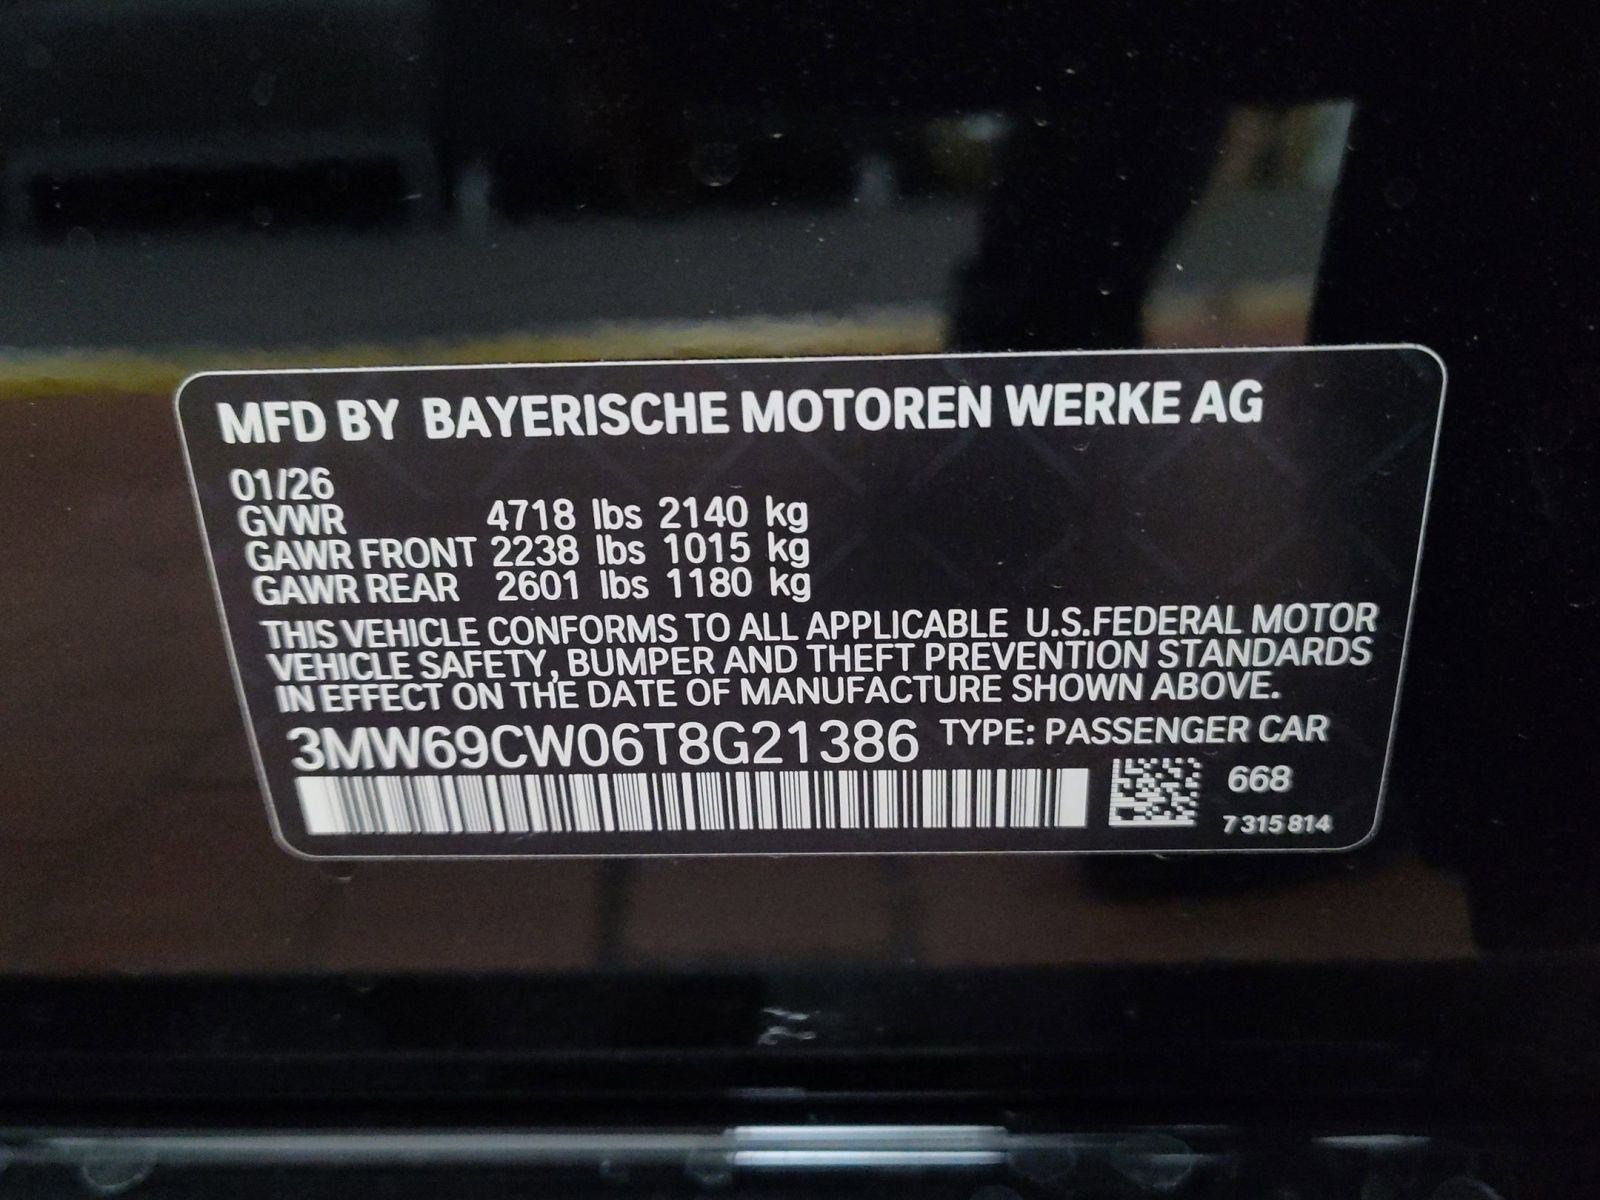 MFD BY BAYERISCHE MOTOREN WERKE AG
01/26
GVWR 4718 lbs 2140 kg
GAWR FRONT 2238 lbs 1015 kg
GAWR REAR 2601 lbs 1180 kg
THIS VEHICLE CONFORMS TO ALL APPLICABLE U.S.FEDERAL MOTOR
VEHICLE SAFETY, BUMPER AND THEFT PREVENTION STANDARDS
IN EFFECT ON THE DATE OF MANUFACTURE SHOWN ABOVE.
3MW69CW06T8G21386 TYPE: PASSENGER CAR
668
7 315 814